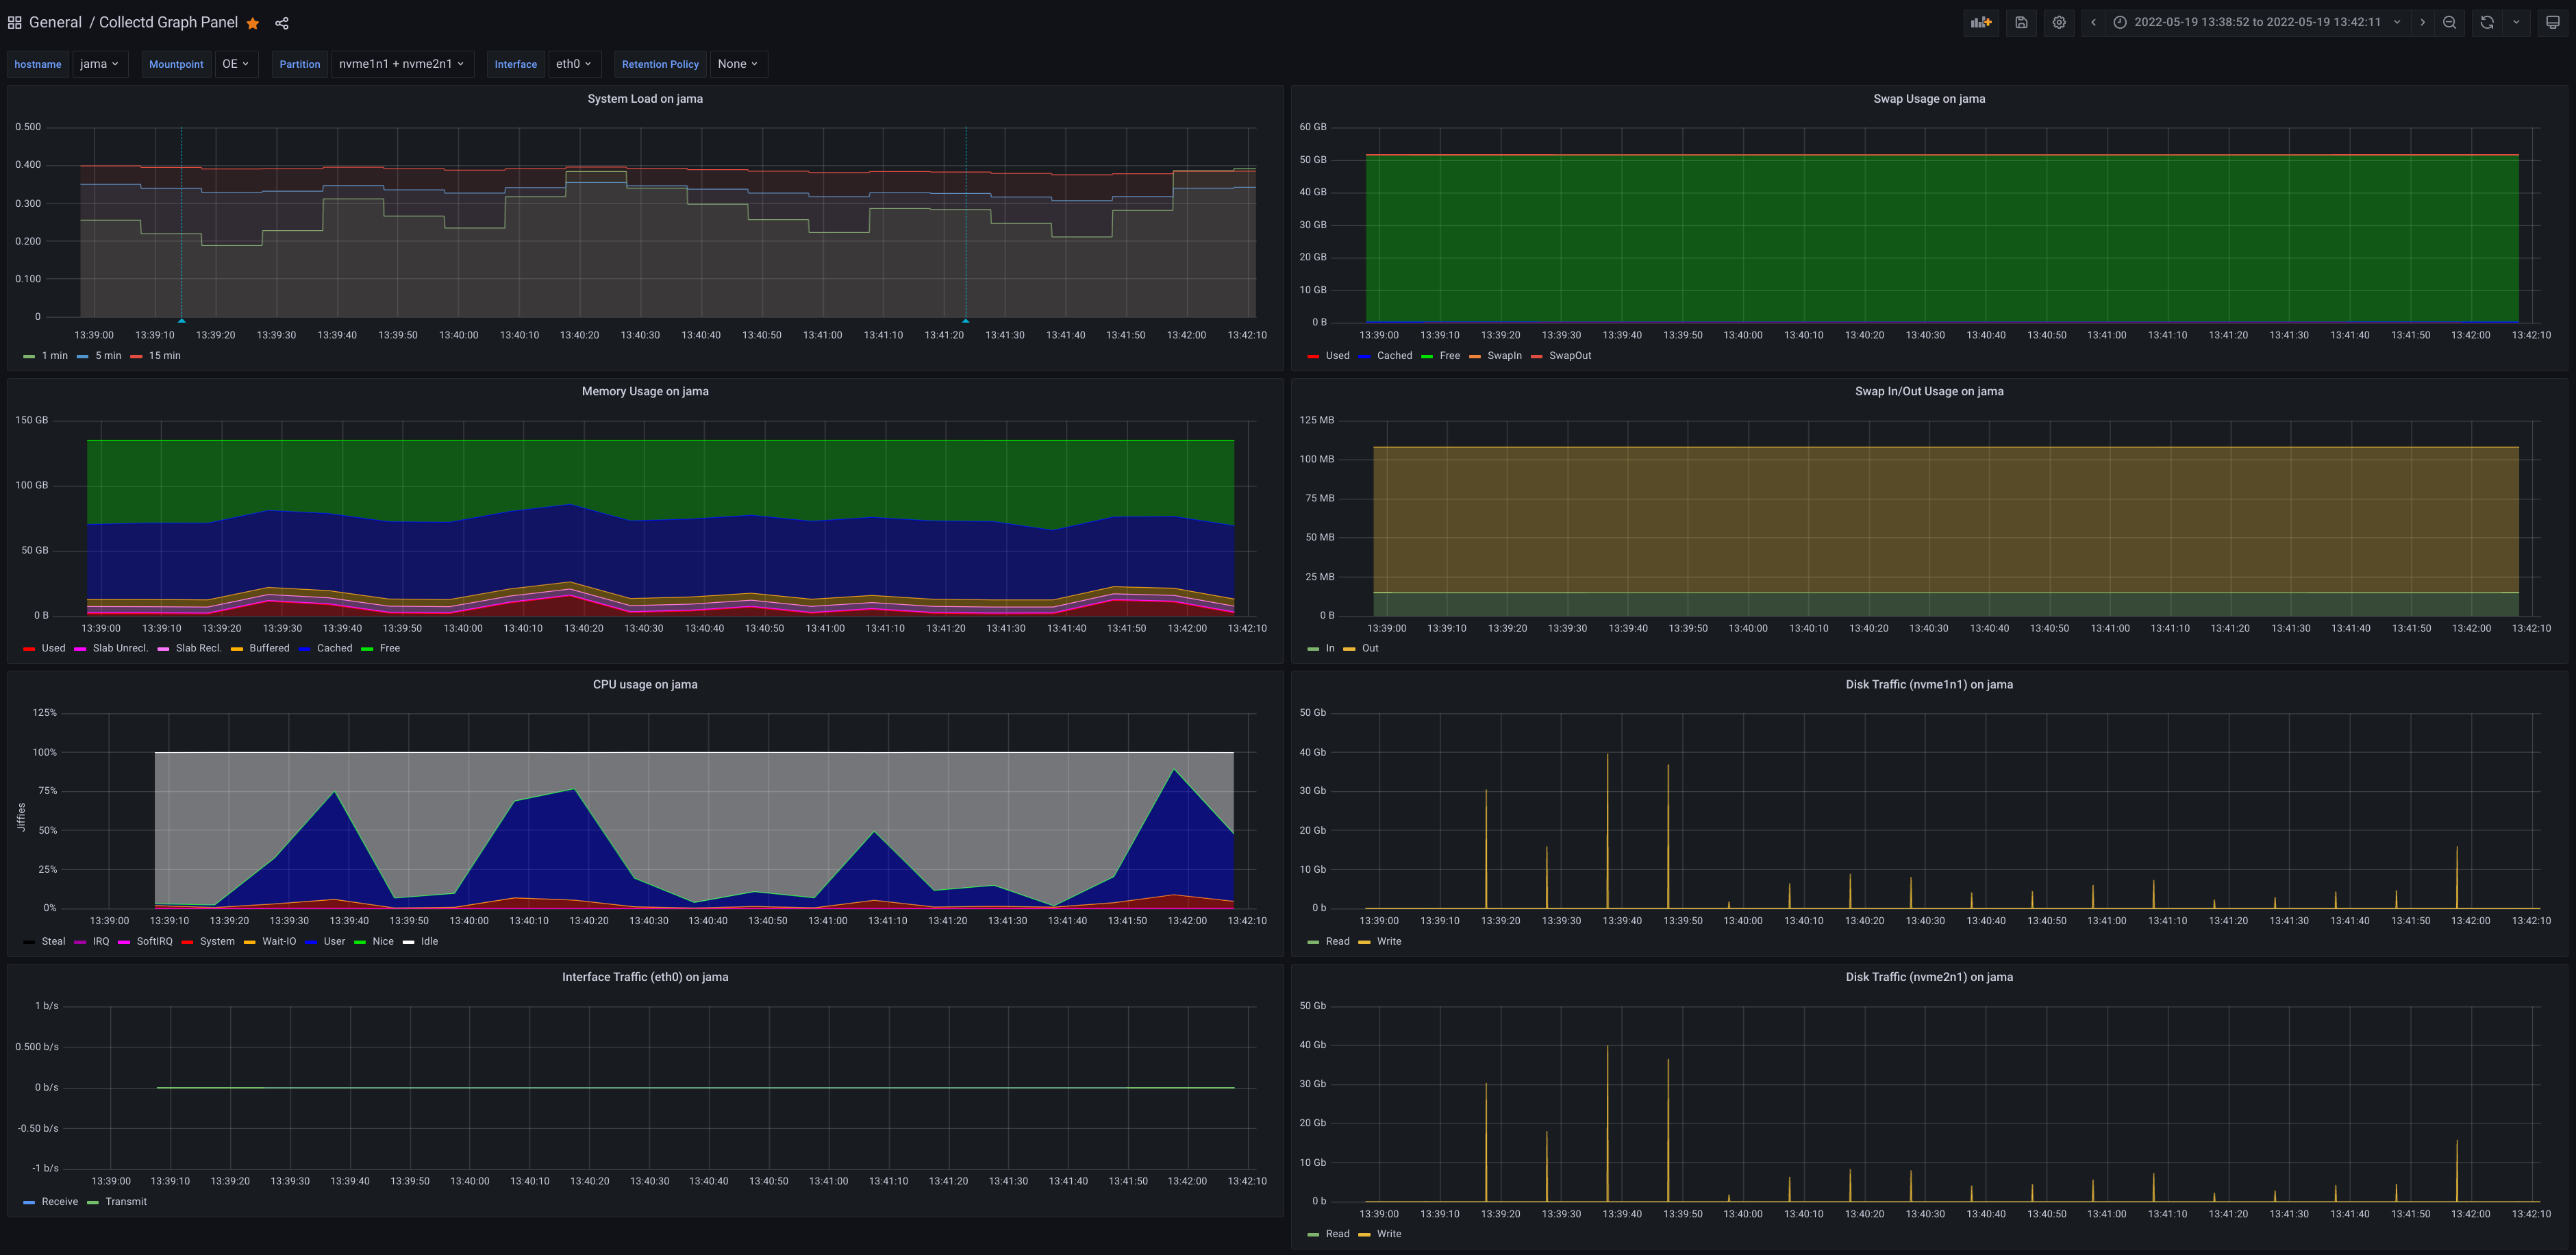 General / Collectd Graph Panel
2022-05-19 13:38:52 to 2022-05-19 13:42:11
hostname jama Mountpoint OE Partition nvme1n1 + nvme2n1 Interface eth0 Retention Policy None
System Load on jama
0.500
0.400
0.300
0.200
0.100
0
13:39:00 13:39:10 13:39:20 13:39:30 13:39:40 13:39:50 13:40:00 13:40:10 13:40:20 13:40:30 13:40:40 13:40:50 13:41:00 13:41:10 13:41:20 13:41:30 13:41:40 13:41:50 13:42:00 13:42:10
1 min 5 min 15 min
Swap Usage on jama
60 GB
50 GB
40 GB
30 GB
20 GB
10 GB
0 B
13:39:00 13:39:10 13:39:20 13:39:30 13:39:40 13:39:50 13:40:00 13:40:10 13:40:20 13:40:30 13:40:40 13:40:50 13:41:00 13:41:10 13:41:20 13:41:30 13:41:40 13:41:50 13:42:00 13:42:10
Used Cached Free SwapIn SwapOut
Memory Usage on jama
150 GB
100 GB
50 GB
0 B
13:39:00 13:39:10 13:39:20 13:39:30 13:39:40 13:39:50 13:40:00 13:40:10 13:40:20 13:40:30 13:40:40 13:40:50 13:41:00 13:41:10 13:41:20 13:41:30 13:41:40 13:41:50 13:42:00 13:42:10
Used Slab Unrecl. Slab Recl. Buffered Cached Free
Swap In/Out Usage on jama
125 MB
100 MB
75 MB
50 MB
25 MB
0 B
13:39:00 13:39:10 13:39:20 13:39:30 13:39:40 13:39:50 13:40:00 13:40:10 13:40:20 13:40:30 13:40:40 13:40:50 13:41:00 13:41:10 13:41:20 13:41:30 13:41:40 13:41:50 13:42:00 13:42:10
In Out
CPU usage on jama
Jiffies
125%
100%
75%
50%
25%
0%
13:39:00 13:39:10 13:39:20 13:39:30 13:39:40 13:39:50 13:40:00 13:40:10 13:40:20 13:40:30 13:40:40 13:40:50 13:41:00 13:41:10 13:41:20 13:41:30 13:41:40 13:41:50 13:42:00 13:42:10
Steal IRQ SoftIRQ System Wait-IO User Nice Idle
Disk Traffic (nvme1n1) on jama
50 Gb
40 Gb
30 Gb
20 Gb
10 Gb
0 b
13:39:00 13:39:10 13:39:20 13:39:30 13:39:40 13:39:50 13:40:00 13:40:10 13:40:20 13:40:30 13:40:40 13:40:50 13:41:00 13:41:10 13:41:20 13:41:30 13:41:40 13:41:50 13:42:00 13:42:10
Read Write
Interface Traffic (eth0) on jama
1 b/s
0.500 b/s
0 b/s
-0.50 b/s
-1 b/s
13:39:00 13:39:10 13:39:20 13:39:30 13:39:40 13:39:50 13:40:00 13:40:10 13:40:20 13:40:30 13:40:40 13:40:50 13:41:00 13:41:10 13:41:20 13:41:30 13:41:40 13:41:50 13:42:00 13:42:10
Receive Transmit
Disk Traffic (nvme2n1) on jama
50 Gb
40 Gb
30 Gb
20 Gb
10 Gb
0 b
13:39:00 13:39:10 13:39:20 13:39:30 13:39:40 13:39:50 13:40:00 13:40:10 13:40:20 13:40:30 13:40:40 13:40:50 13:41:00 13:41:10 13:41:20 13:41:30 13:41:40 13:41:50 13:42:00 13:42:10
Read Write